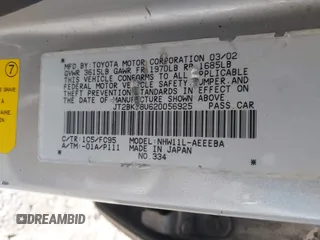 7
MFD. BY TOYOTA MOTOR CORPORATION 03/02
GVWR 3615LB GAWR FR 1970LB RR 1685LB
THIS VEHICLE CONFORMS TO ALL APPLICABLE
FEDERAL MOTOR VEHICLE SAFETY, BUMPER, AND
THEFT PREVENTION STANDARDS IN EFFECT ON
THE DATE OF MANUFACTURE SHOWN ABOVE.
PASS. CAR
C/TR: 1C5/FC95 MODEL: NHW11L-AEEEBA
A/TM: -01A/P111 MADE IN JAPAN
NO. 334